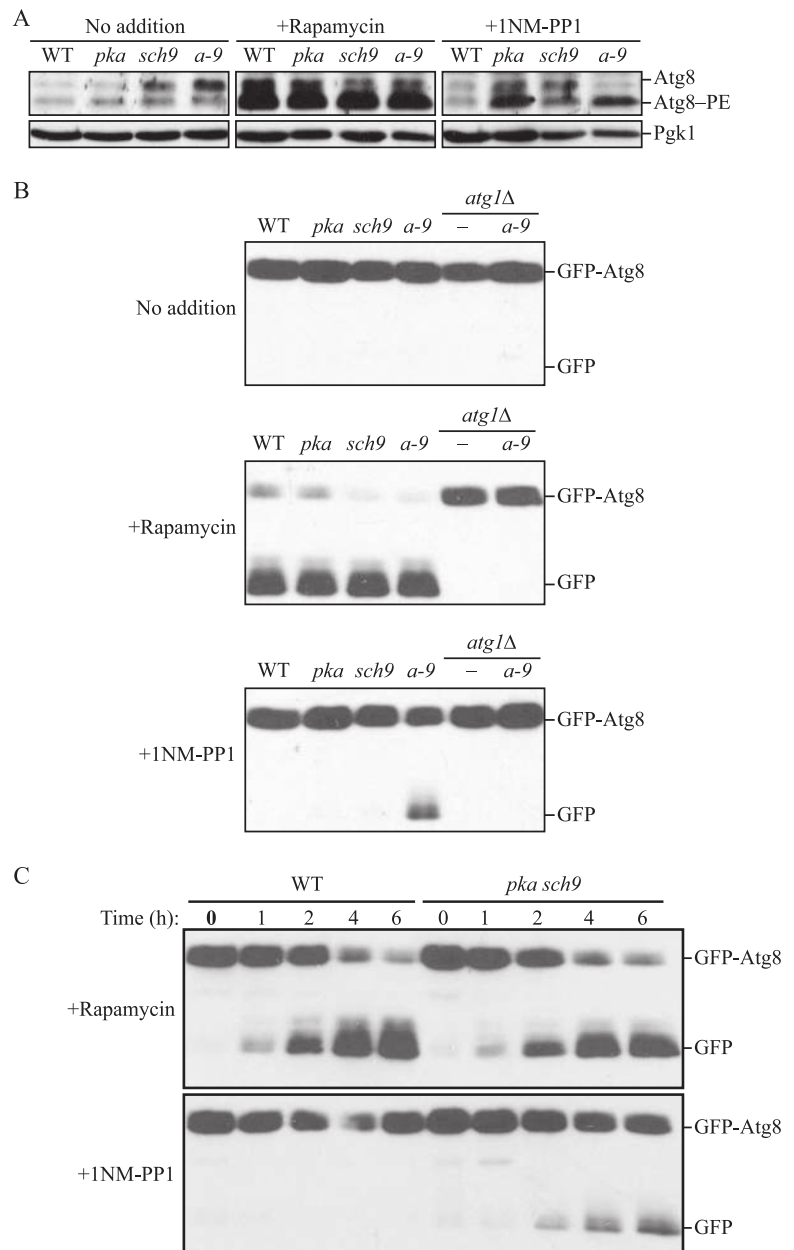 A
No addition +Rapamycin +1NM-PP1
WT pka sch9 a-9 WT pka sch9 a-9 WT pka sch9 a-9
Atg8
Atg8–PE
Pgk1
B
atg1Δ
WT pka sch9 a-9 – a-9
GFP-Atg8
No addition
GFP
atg1Δ
WT pka sch9 a-9 – a-9
GFP-Atg8
+Rapamycin
GFP
atg1Δ
WT pka sch9 a-9 – a-9
GFP-Atg8
+1NM-PP1
GFP
C
WT pka sch9
Time (h): 0 1 2 4 6 0 1 2 4 6
GFP-Atg8
+Rapamycin
GFP
GFP-Atg8
+1NM-PP1
GFP